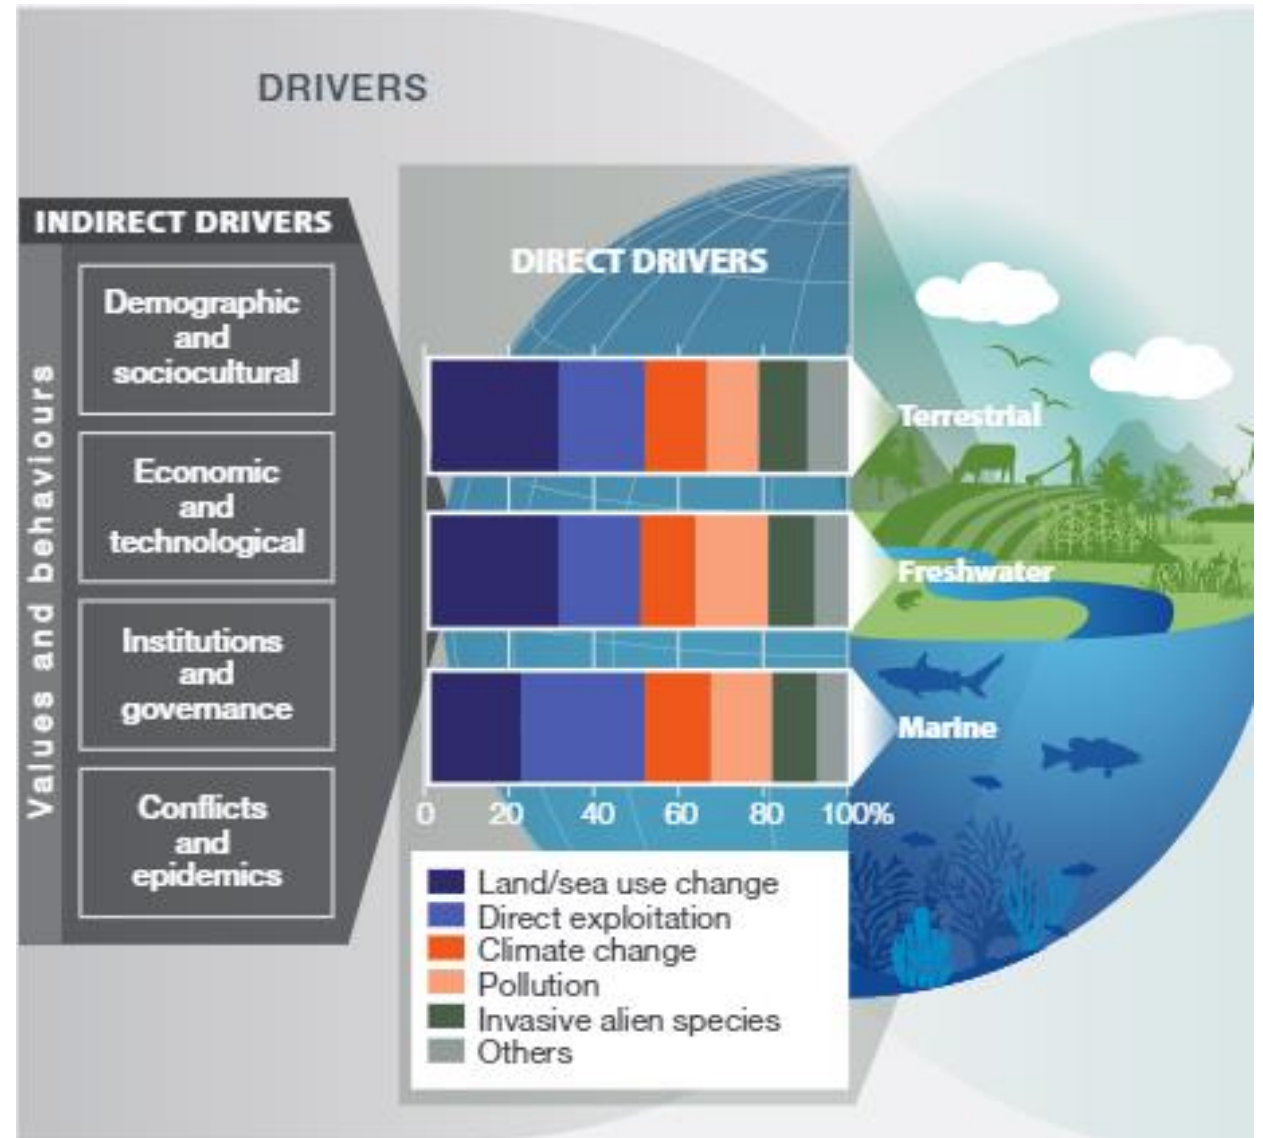 DRIVERS
INDIRECT DRIVERS
Values and behaviours
Demographic
and
sociocultural
Economic
and
technological
Institutions
and
governance
Conflicts
and
epidemics
DIRECT DRIVERS
Terrestrial
Freshwater
Marine
0 20 40 60 80 100%
Land/sea use change
Direct exploitation
Climate change
Pollution
Invasive alien species
Others